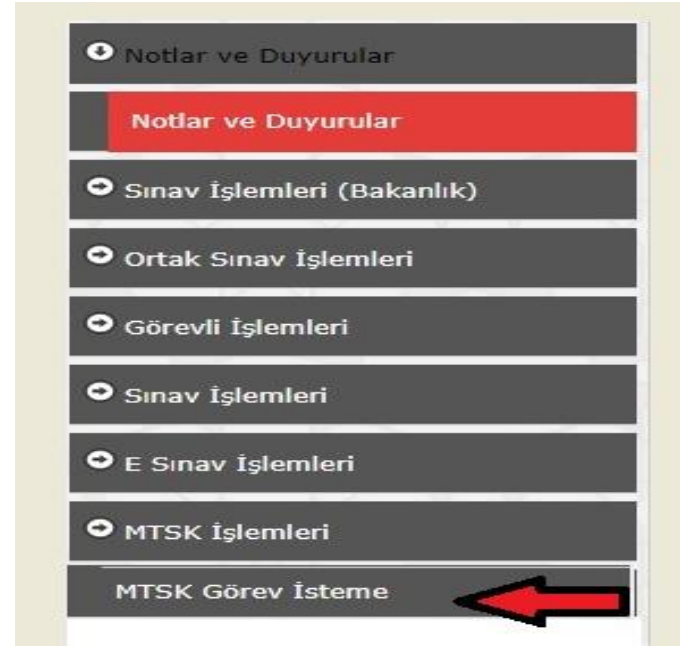 Notlar ve Duyurular
Notlar ve Duyurular
Sınav İşlemleri (Bakanlık)
Ortak Sınav İşlemleri
Görevli İşlemleri
Sınav İşlemleri
E Sınav İşlemleri
MTSK İşlemleri
MTSK Görev İsteme